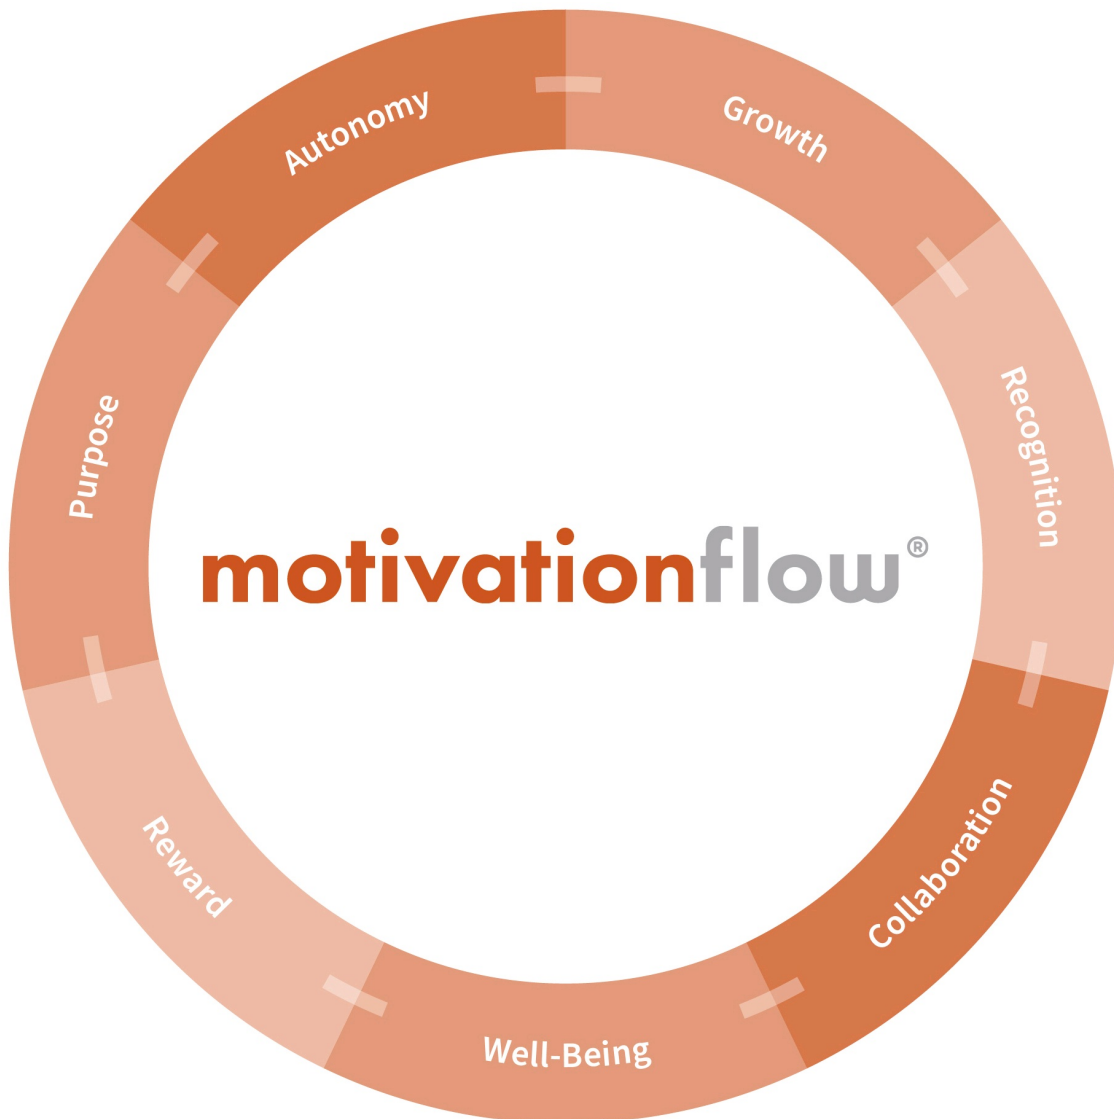 Autonomy
Growth
Recognition
Collaboration
Well-Being
Reward
Purpose
motivationflow®